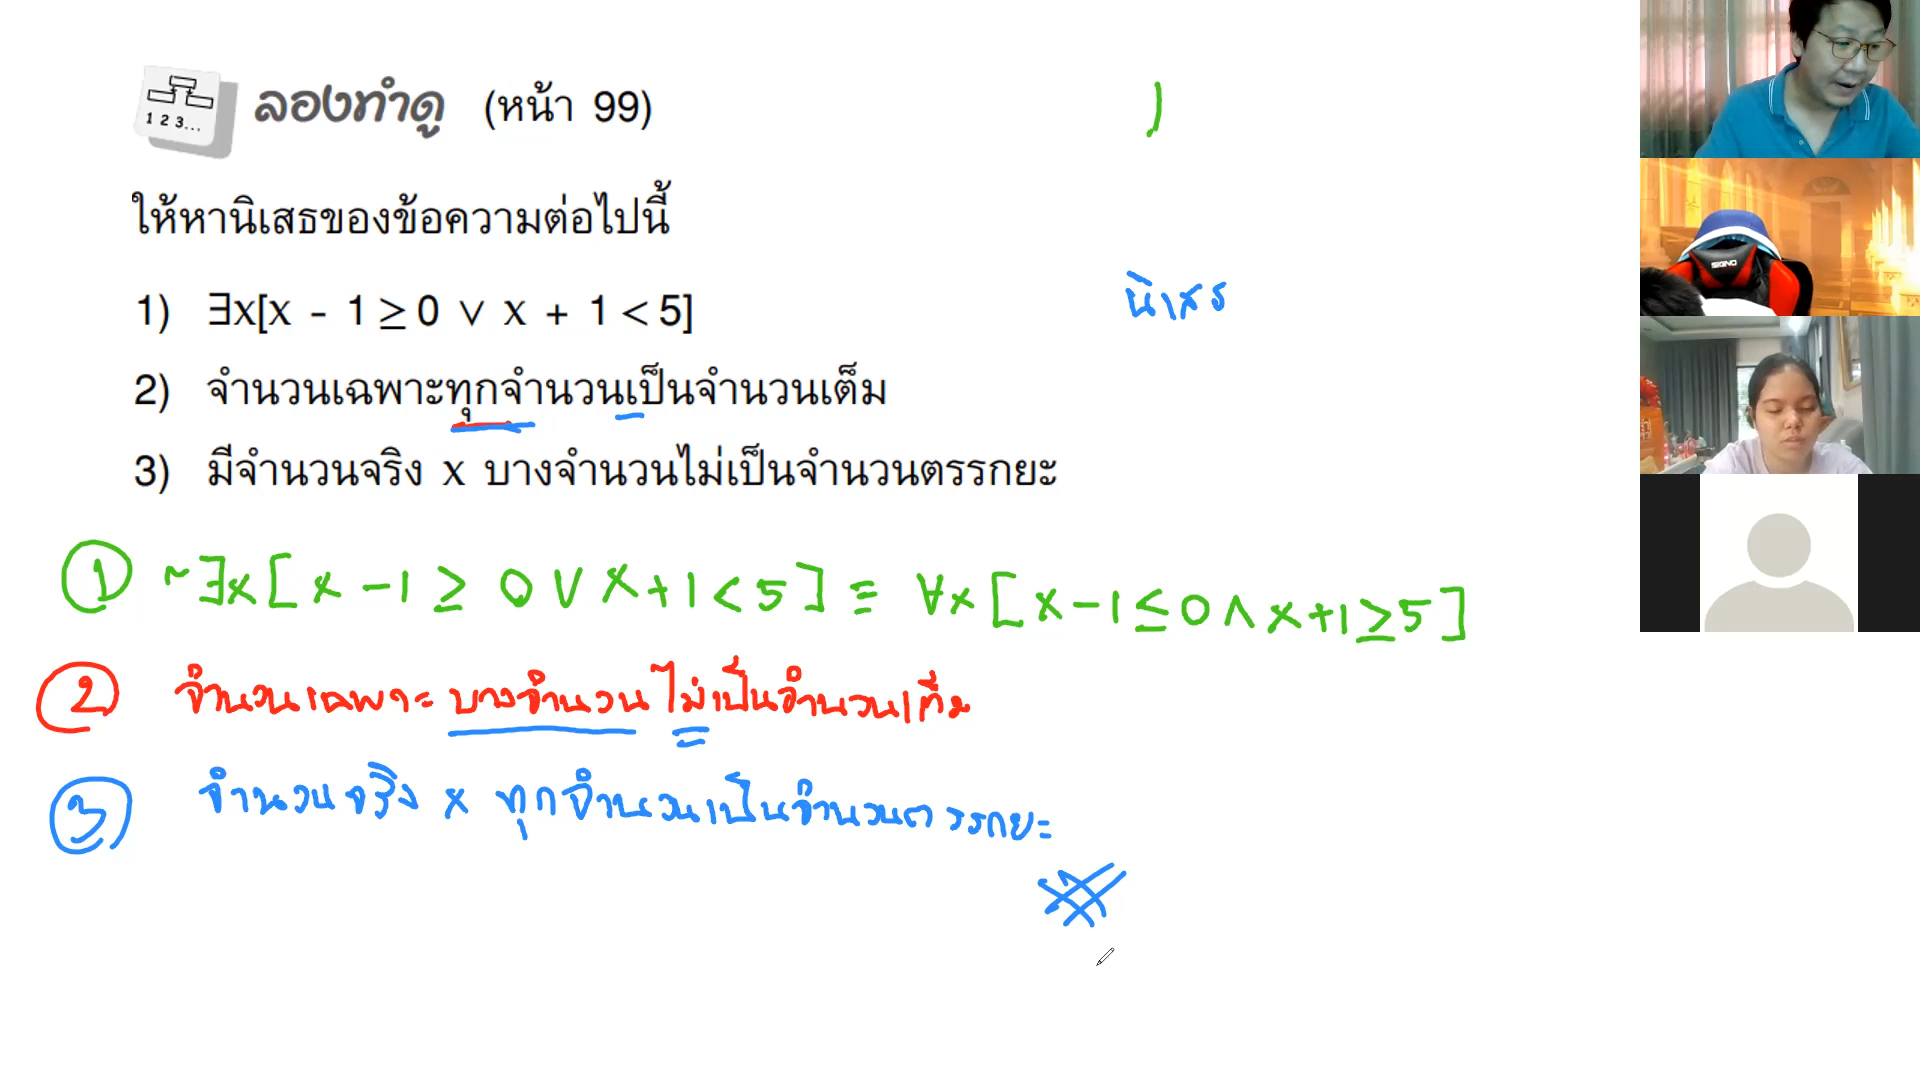 1 2 3...
ลองทำดู (หน้า 99)
ให้หานิเสธของข้อความต่อไปนี้
นิเสธ
1) ∃x[x - 1 ≥ 0 ∨ x + 1 < 5]
2) จำนวนเฉพาะทุกจำนวนเป็นจำนวนเต็ม
3) มีจำนวนจริง x บางจำนวนไม่เป็นจำนวนตรรกยะ
① ~∃x[x-1 ≥ 0 ∨ x+1<5] ≡ ∀x[x-1≤0 ∧ x+1≥5]
② จำนวนเฉพาะ บางจำนวน ไม่เป็นจำนวนเต็ม
③ จำนวนจริง x ทุกจำนวนเป็นจำนวนตรรกยะ
SIGNO